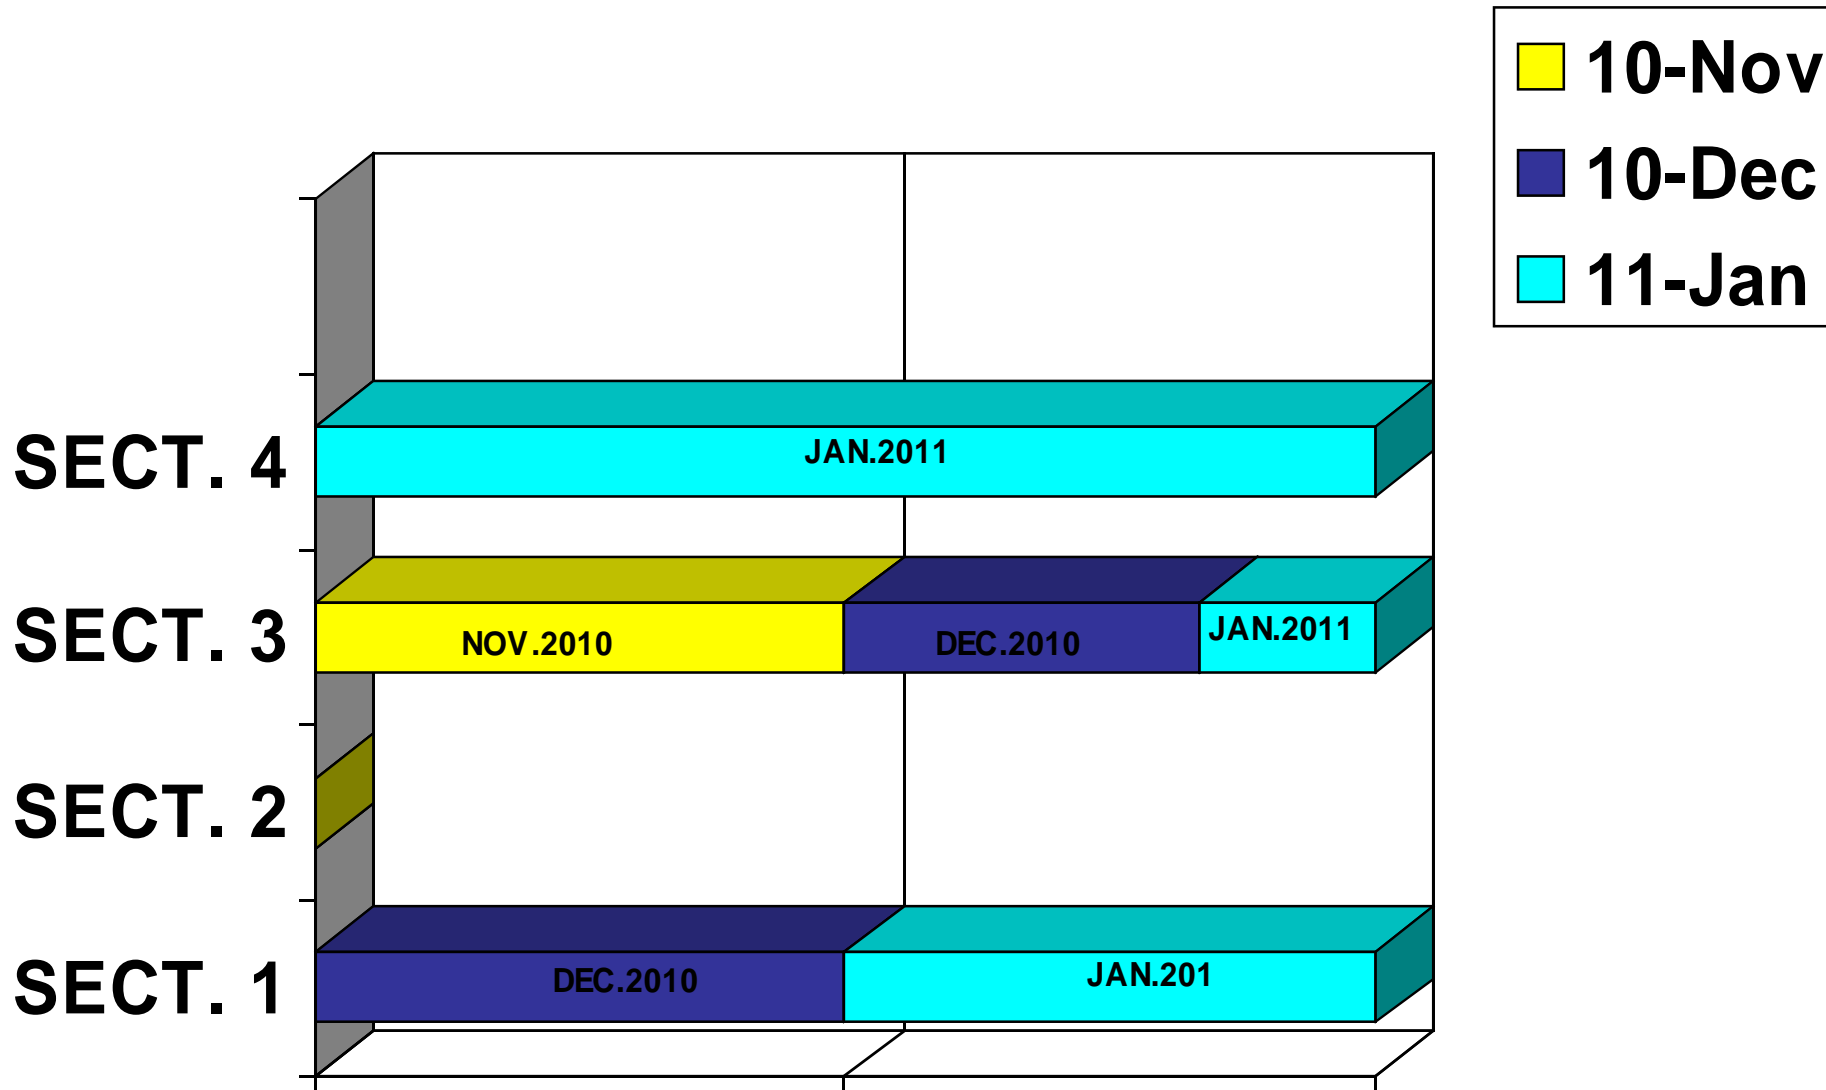 10-Nov
10-Dec
11-Jan
SECT. 4
JAN.2011
SECT. 3
NOV.2010
DEC.2010
JAN.2011
SECT. 2
SECT. 1
DEC.2010
JAN.201